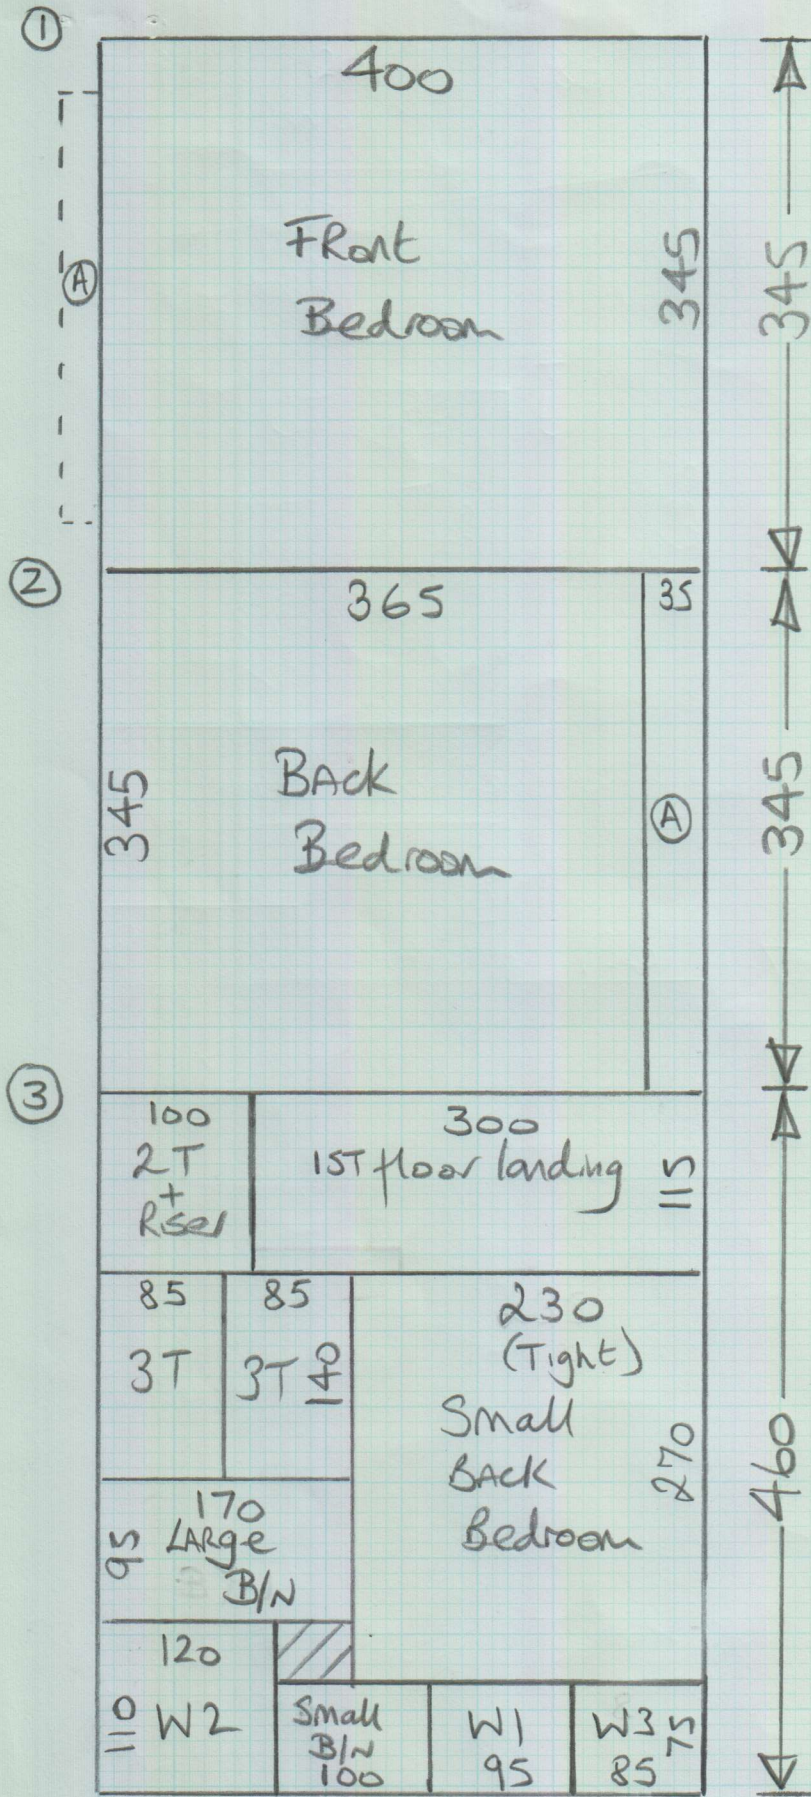 1
400
Front
Bedroom
345
345
A
2
365
35
Back
Bedroom
345
A
345
3
100
2T
+
Riser
300
1ST floor landing
115
85
3T
85
3T
140
230
(Tight)
Small
Back
Bedroom
270
460
170
Large
B/N
95
120
W2
110
Small
B/N
100
W1
95
W3
85
75